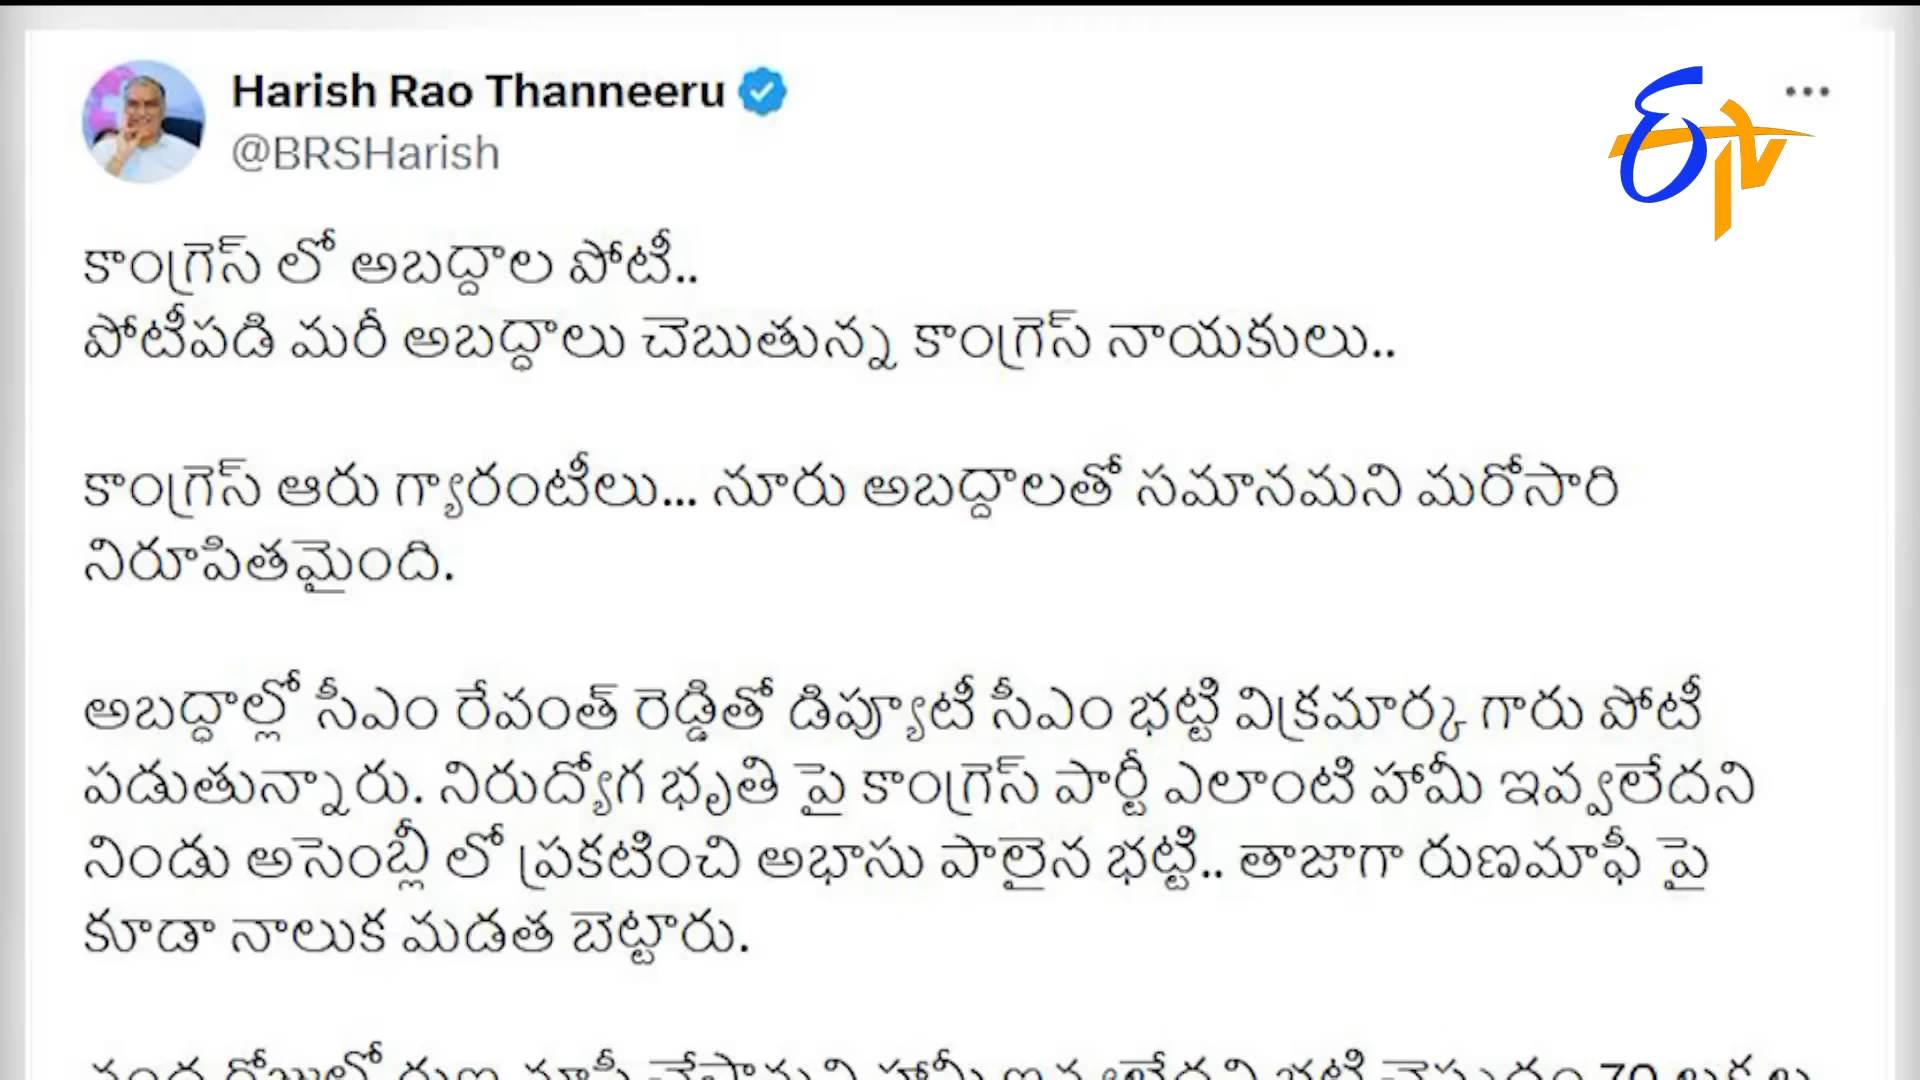 Harish Rao Thanneeru
ETV
@BRSHarish
కాంగ్రెస్ లో అబద్దాల పోటీ..
పోటీపడి మరీ అబద్ధాలు చెబుతున్న కాంగ్రెస్ నాయకులు..
కాంగ్రెస్ ఆరు గ్యారంటీలు... నూరు అబద్దాలతో సమానమని మరోసారి
నిరూపితమైంది.
అబద్దాల్లో సీఎం రేవంత్ రెడ్డితో డిప్యూటీ సీఎం భట్టి విక్రమార్క గారు పోటీ
పడుతున్నారు. నిరుద్యోగ భృతి పై కాంగ్రెస్ పార్టీ ఎలాంటి హామీ ఇవ్వలేదని
నిండు అసెంబ్లీ లో ప్రకటించి అభాసు పాలైన భట్టి.. తాజాగా రుణమాఫీ పై
కూడా నాలుక మడత బెట్టారు.